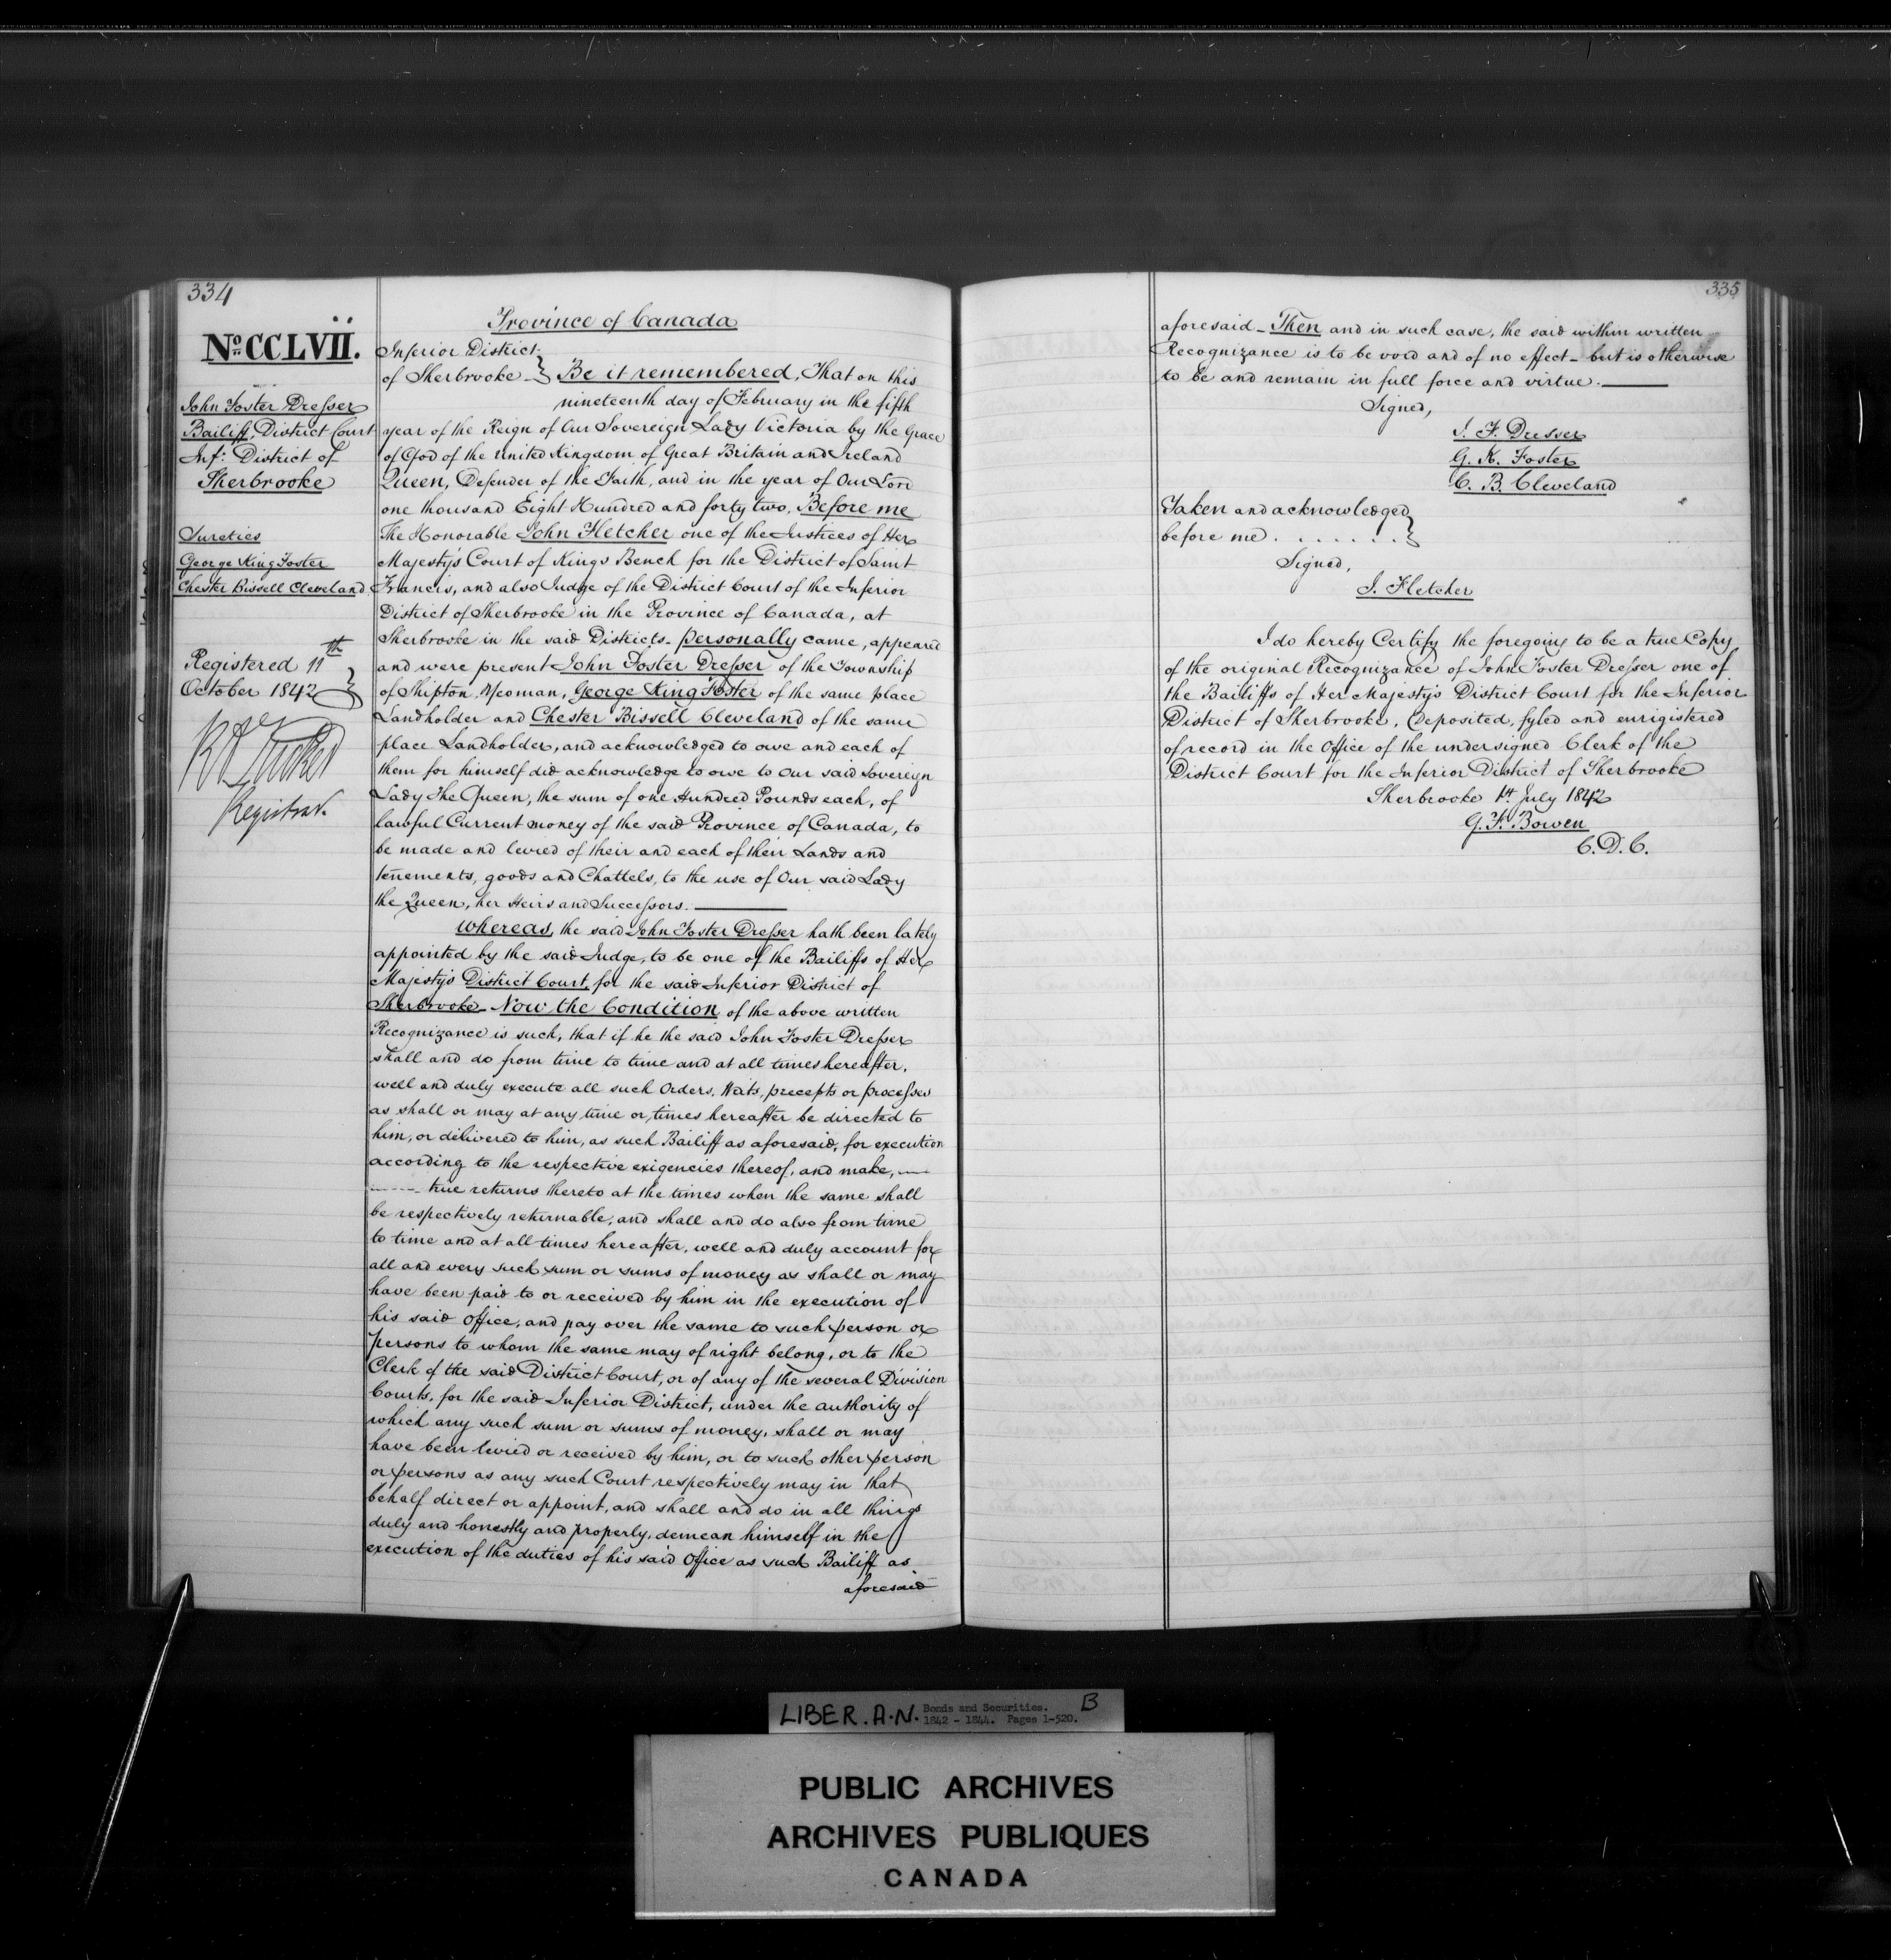 334
No. CCLVII.
John Foster Dresser
Bailiff, District Court
Inf: District of
Sherbrooke
Sureties
George King Foster
Chester Bissell Cleveland
Registered 11th
October 1842
Registrar.
Province of Canada
Inferior District
of Sherbrooke } Be it remembered, That on this
nineteenth day of February in the fifth
year of the Reign of Our Sovereign Lady Victoria by the Grace
of God of the United Kingdom of Great Britain and Ireland
Queen, Defender of the Faith, and in the year of Our Lord
one thousand Eight Hundred and forty two. Before me
The Honorable John Fletcher one of the Justices of Her
Majesty's Court of Kings Bench for the District of Saint
Francis, and also Judge of the District Court of the Inferior
District of Sherbrooke in the Province of Canada, at
Sherbrooke in the said Districts - personally came, appeared
and were present John Foster Dresser of the Township
of Shipton, Yeoman, George King Foster of the same place
Landholder and Chester Bissell Cleveland of the same
place Landholder, and acknowledged to owe and each of
them for himself did acknowledge to owe to Our said Sovereign
Lady The Queen, the sum of one Hundred Pounds each, of
lawful Current money of the said Province of Canada, to
be made and levied of their and each of their Lands and
tenements, goods and Chattels, to the use of Our said Lady
the Queen, her Heirs and Successors.
Whereas, the said John Foster Dresser hath been lately
appointed by the said Judge, to be one of the Bailiffs of Her
Majesty's District Court, for the said Inferior District of
Sherbrooke - Now the Condition of the above written
Recognizance is such, that if he the said John Foster Dresser
shall and do from time to time and at all times hereafter,
well and duly execute all such Orders, Writs, precepts or processes
as shall or may at any time or times hereafter be directed to
him, or delivered to him, as such Bailiff as aforesaid, for execution
according to the respective exigencies thereof, and make,
true returns thereto at the times when the same shall
be respectively returnable, and shall and do also from time
to time and at all times hereafter, well and duly account for
all and every such sum or sums of money as shall or may
have been paid to or received by him in the execution of
his said office, and pay over the same to such person or
persons to whom the same may of right belong, or to the
Clerk of the said District Court, or of any of the several Division
Courts, for the said Inferior District, under the authority of
which any such sum or sums of money, shall or may
have been levied or received by him, or to such other person
or persons as any such Court respectively may in that
behalf direct or appoint, and shall and do in all things
duly and honestly and properly, demean himself in the
execution of the duties of his said Office as such Bailiff as
aforesaid
335
aforesaid - Then and in such case, the said within written
Recognizance is to be void and of no effect - but is otherwise
to be and remain in full force and virtue.
Signed,
J. F. Dresser
G. K. Foster
C. B. Cleveland
Taken and acknowledged
before me . . . . . . . }
Signed,
J. Fletcher
I do hereby Certify the foregoing to be a true Copy
of the original Recognizance of John Foster Dresser one of
the Bailiffs of Her Majesty's District Court for the Inferior
District of Sherbrooke, Deposited, fyled and enrigistered
of record in the Office of the undersigned Clerk of the
District Court for the Inferior District of Sherbrooke
Sherbrooke 1st July 1842
G. F. Bowen
C. D. C.
LIBER. A.N. Bonds and Securities. B
1842 - 1844. Pages 1-520.
PUBLIC ARCHIVES
ARCHIVES PUBLIQUES
CANADA